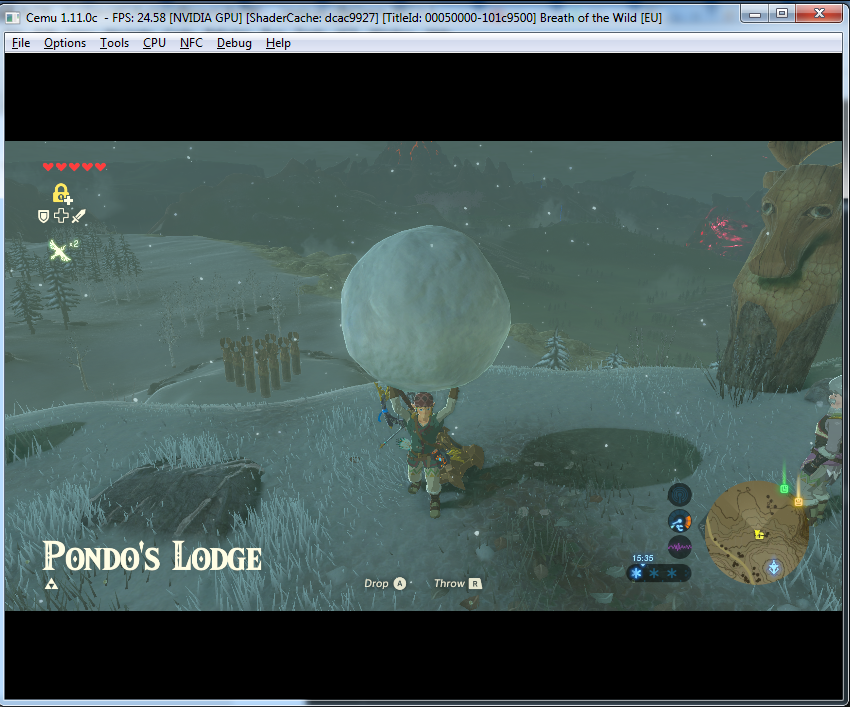 Cemu 1.11.0c - FPS: 24.58 [NVIDIA GPU] [ShaderCache: dcac9927] [TitleId: 00050000-101c9500] Breath of the Wild [EU]
File Options Tools CPU NFC Debug Help
x2
15:35
Pondo's Lodge
Drop A Throw R